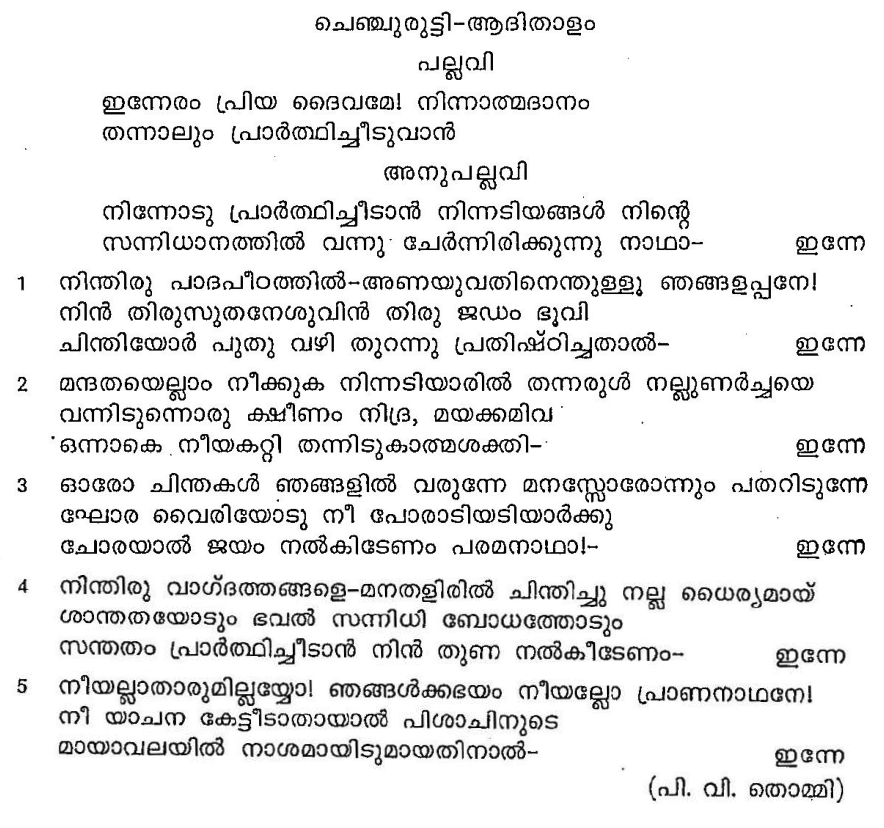 ചെഞ്ചുരുട്ടി-ആദിതാളം
പല്ലവി
ഇന്നേരം പ്രിയ ദൈവമേ! നിന്നാത്മദാനം
തന്നാലും പ്രാർത്ഥിച്ചീടുവാൻ
അനുപല്ലവി
നിന്നോടു പ്രാർത്ഥിച്ചീടാൻ നിന്നടിയങ്ങൾ നിന്റെ
സന്നിധാനത്തിൽ വന്നു ചേർന്നിരിക്കുന്നു നാഥാ- ഇന്നേ
1 നിന്തിരു പാദപീഠത്തിൽ-അണയുവതിനെന്തുള്ളൂ ഞങ്ങളപ്പനേ!
നിൻ തിരുസുതനേശുവിൻ തിരു ജഡം ഭൂവി
ചിന്തിയോർ പുതു വഴി തുറന്നു പ്രതിഷ്ഠിച്ചതാൽ- ഇന്നേ
2 മന്ദതയെല്ലാം നീക്കുക നിന്നടിയാരിൽ തന്നരുൾ നല്ലുണർച്ചയെ
വന്നിടുന്നൊരു ക്ഷീണം നിദ്ര, മയക്കമിവ
ഒന്നാകെ നീയകറ്റി തന്നിടുകാത്മശക്തി- ഇന്നേ
3 ഓരോ ചിന്തകൾ ഞങ്ങളിൽ വരുന്നേ മനസ്സോരോന്നും പതറിടുന്നേ
ഘോര വൈരിയോടു നീ പോരാടിയടിയാർക്കു
ചോരയാൽ ജയം നൽകിടേണം പരമനാഥാ!- ഇന്നേ
4 നിന്തിരു വാഗ്ദത്തങ്ങളെ-മനതളിരിൽ ചിന്തിച്ചു നല്ല ധൈര്യമായ്
ശാന്തതയോടും ഭവൽ സന്നിധി ബോധത്തോടും
സന്തതം പ്രാർത്ഥിച്ചീടാൻ നിൻ തുണ നൽകീടേണം- ഇന്നേ
5 നീയല്ലാതാരുമില്ലയ്യോ! ഞങ്ങൾക്കഭയം നീയല്ലോ പ്രാണനാഥനേ!
നീ യാചന കേട്ടീടാതായാൽ പിശാചിനുടെ
മായാവലയിൽ നാശമായിടുമായതിനാൽ- ഇന്നേ
(പി. വി. തൊമ്മി)